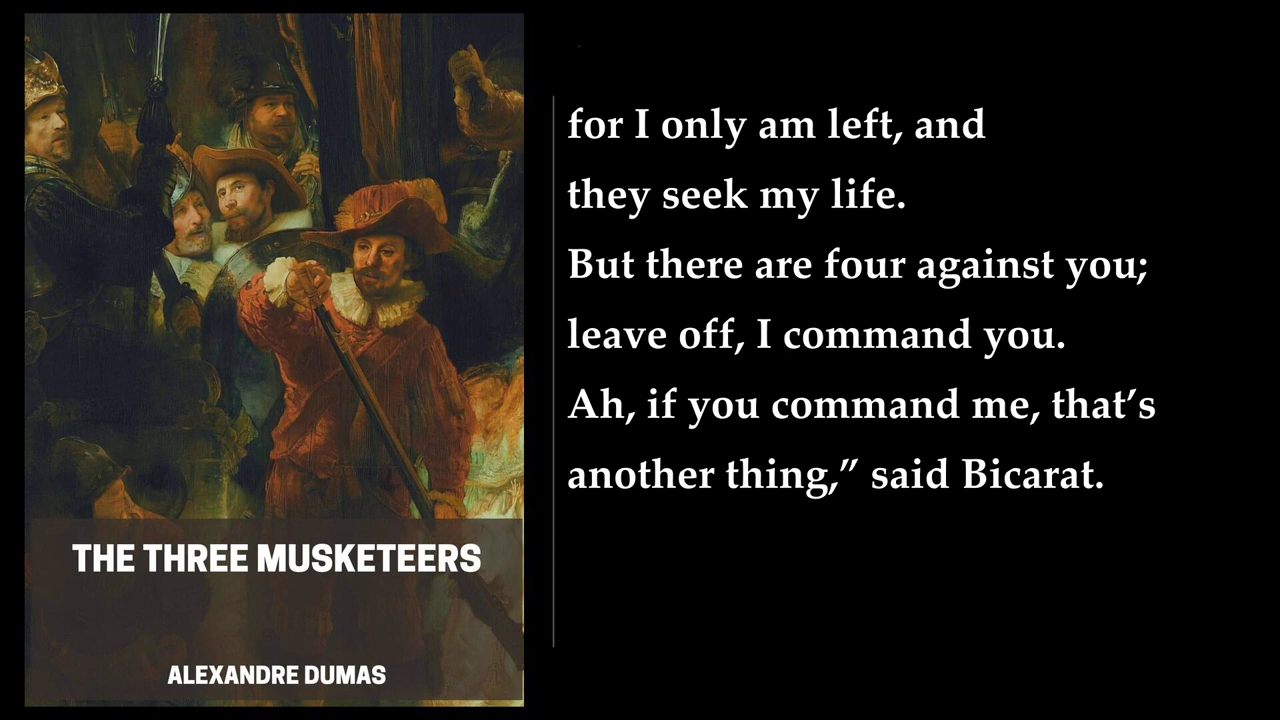 THE THREE MUSKETEERS
ALEXANDRE DUMAS
for I only am left, and
they seek my life.
But there are four against you;
leave off, I command you.
Ah, if you command me, that’s
another thing,” said Bicarat.